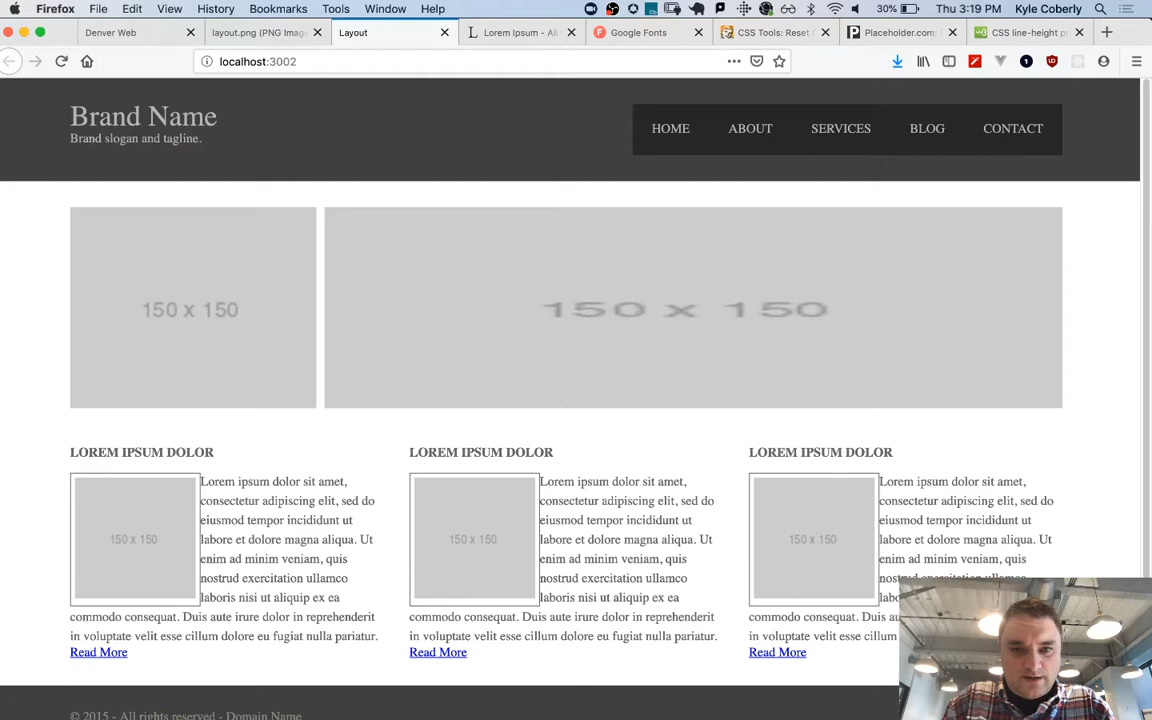 Firefox File Edit View History Bookmarks Tools Window Help 30% Thu 3:19 PM Kyle Coberly
Denver Web layout.png (PNG Imag Layout Lorem Ipsum - All Google Fonts CSS Tools: Reset Placeholder.com: CSS line-height p
localhost:3002
Brand Name
Brand slogan and tagline.
HOME ABOUT SERVICES BLOG CONTACT
150 x 150 150 x 150
LOREM IPSUM DOLOR
150 x 150
Lorem ipsum dolor sit amet,
consectetur adipiscing elit, sed do
eiusmod tempor incididunt ut
labore et dolore magna aliqua. Ut
enim ad minim veniam, quis
nostrud exercitation ullamco
laboris nisi ut aliquip ex ea
commodo consequat. Duis aute irure dolor in reprehenderit
in voluptate velit esse cillum dolore eu fugiat nulla pariatur.
Read More
LOREM IPSUM DOLOR
150 x 150
Lorem ipsum dolor sit amet,
consectetur adipiscing elit, sed do
eiusmod tempor incididunt ut
labore et dolore magna aliqua. Ut
enim ad minim veniam, quis
nostrud exercitation ullamco
laboris nisi ut aliquip ex ea
commodo consequat. Duis aute irure dolor in reprehenderit
in voluptate velit esse cillum dolore eu fugiat nulla pariatur.
Read More
LOREM IPSUM DOLOR
150 x 150
Lorem ipsum dolor sit amet,
consectetur adipiscing elit, sed do
eiusmod tempor incididunt ut
labore et dolore magna aliqua. Ut
enim ad minim veniam, quis
nostrud exercitation ullamco
labori
commodo consequat. Duis aute
in voluptate velit esse cillum
Read More
© 2015 - All rights reserved - Domain Name